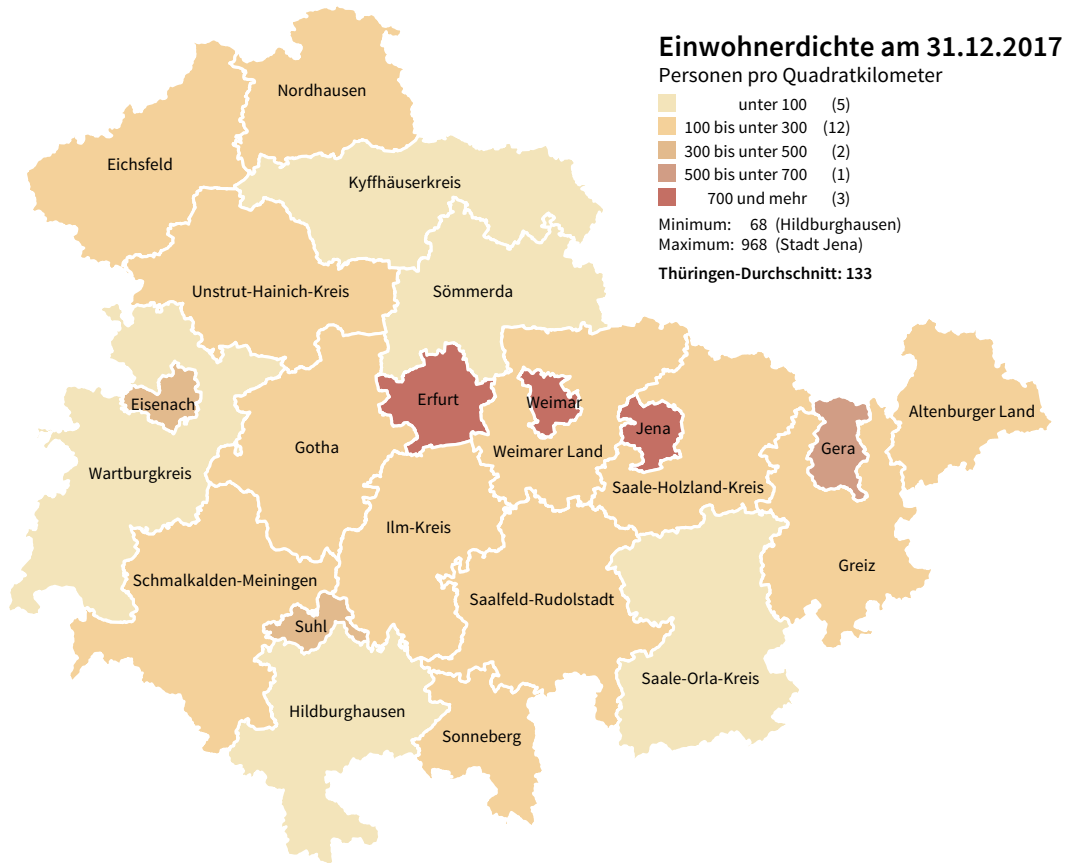 Einwohnerdichte am 31.12.2017
Personen pro Quadratkilometer
unter 100 (5)
100 bis unter 300 (12)
300 bis unter 500 (2)
500 bis unter 700 (1)
700 und mehr (3)
Minimum: 68 (Hildburghausen)
Maximum: 968 (Stadt Jena)
Thüringen-Durchschnitt: 133
Nordhausen
Eichsfeld
Kyffhäuserkreis
Unstrut-Hainich-Kreis
Sömmerda
Eisenach
Erfurt
Weimar
Jena
Altenburger Land
Gotha
Weimarer Land
Gera
Wartburgkreis
Saale-Holzland-Kreis
Ilm-Kreis
Greiz
Schmalkalden-Meiningen
Saalfeld-Rudolstadt
Suhl
Saale-Orla-Kreis
Hildburghausen
Sonneberg